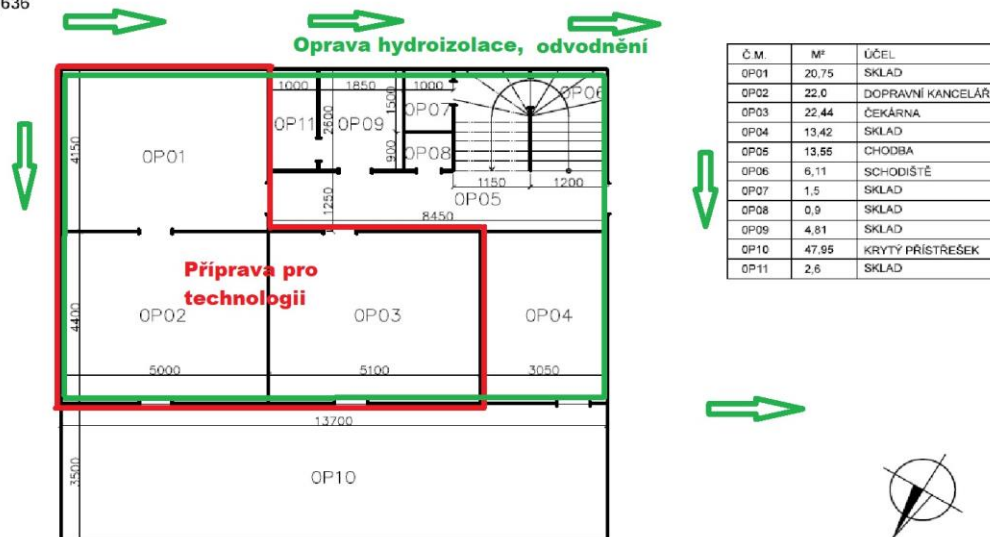 636
Oprava hydroizolace, odvodnění
1000 1850 1000
0P06
0P07
1500
0P11 0P09
2600
4150
0P01
900
0P08
1150 1200
0P05
1250
8450
Příprava pro
technologii
4400
0P02 0P03 0P04
5000 5100 3050
13700
3500
0P10
Č.M. M² ÚČEL
0P01 20,75 SKLAD
0P02 22,0 DOPRAVNÍ KANCELÁŘ
0P03 22,44 ČEKÁRNA
0P04 13,42 SKLAD
0P05 13,55 CHODBA
0P06 6,11 SCHODIŠTĚ
0P07 1,5 SKLAD
0P08 0,9 SKLAD
0P09 4,81 SKLAD
0P10 47,95 KRYTÝ PŘÍSTŘEŠEK
0P11 2,6 SKLAD